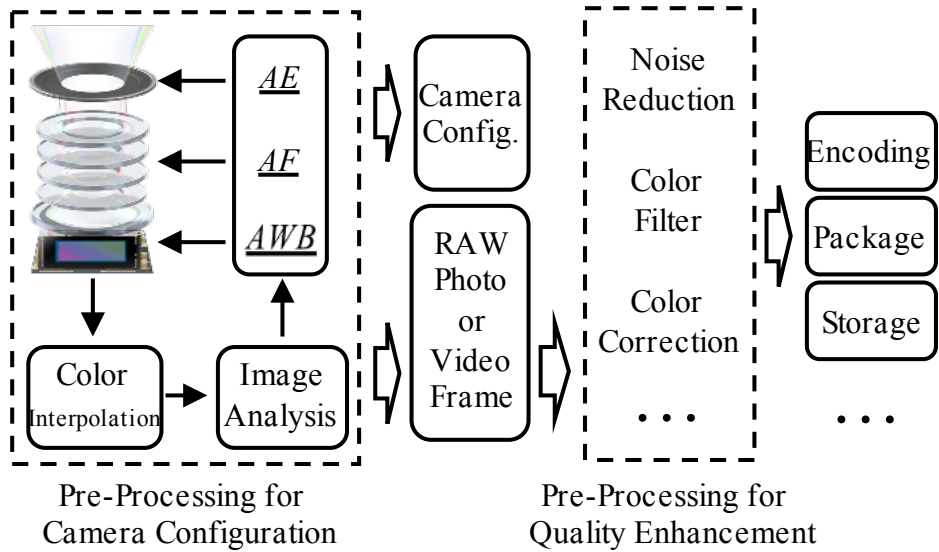 AE
AF
AWB
Color
Interpolation
Image
Analysis
Pre-Processing for
Camera Configuration
Camera
Config.
RAW
Photo
or
Video
Frame
Noise
Reduction
Color
Filter
Color
Correction
...
Pre-Processing for
Quality Enhancement
Encoding
Package
Storage
...